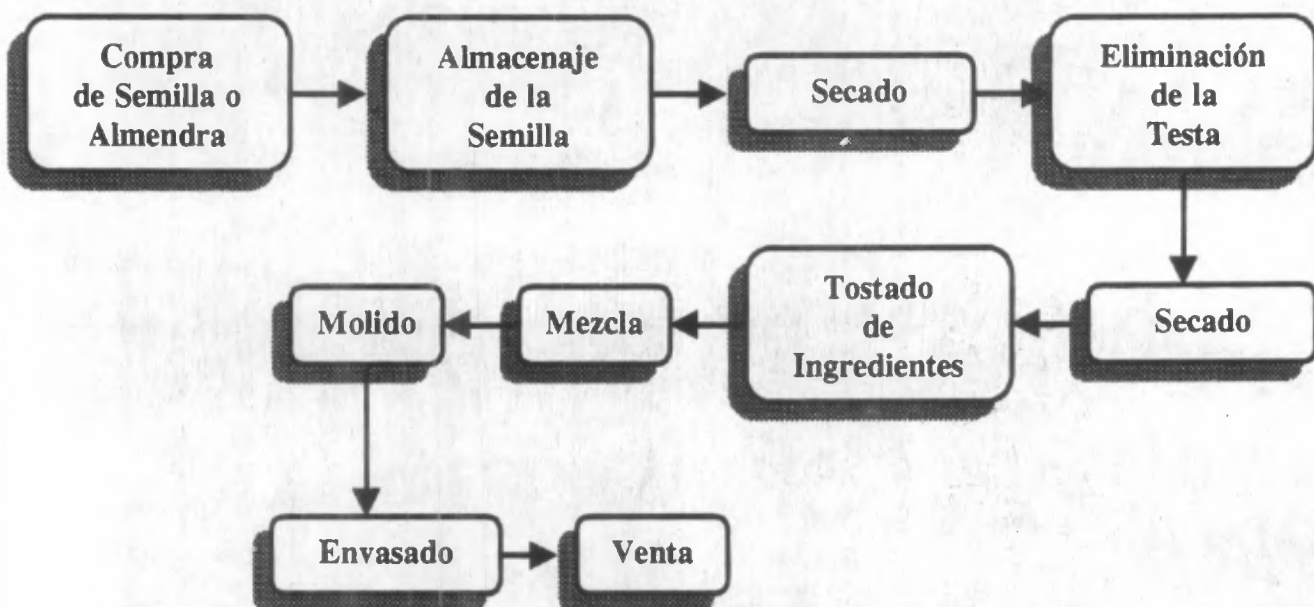 Compra
de Semilla o
Almendra
Almacenaje
de la
Semilla
Secado
Eliminación
de la
Testa
Secado
Tostado
de
Ingredientes
Mezcla
Molido
Envasado
Venta